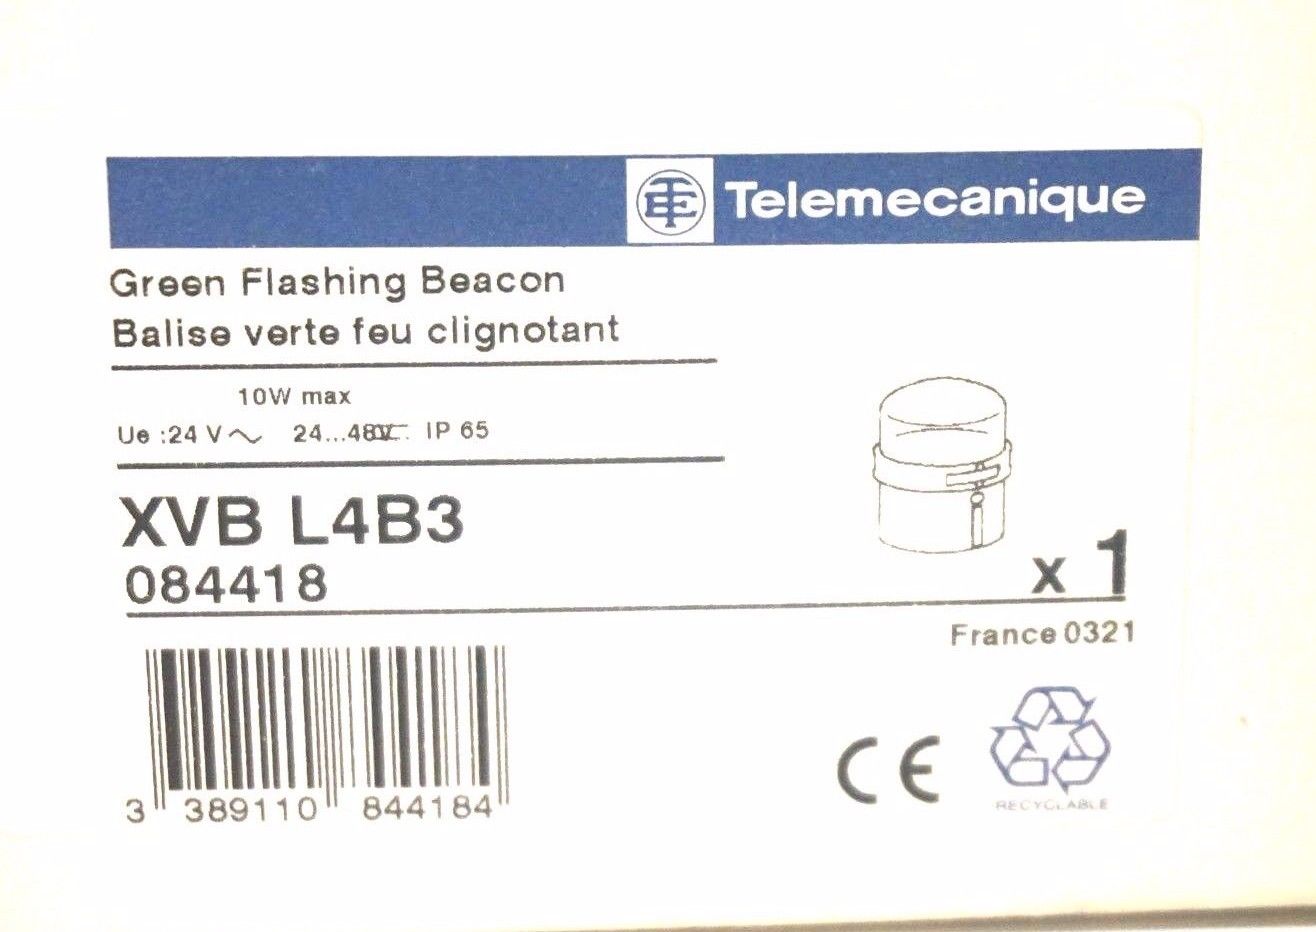 Telemecanique
Green Flashing Beacon
Balise verte feu clignotant
10W max
Ue :24 V ~ 24...48V⎓ IP 65
XVB L4B3
084418
x 1
France 0321
3 389110 844184
CE
RECYCLABLE